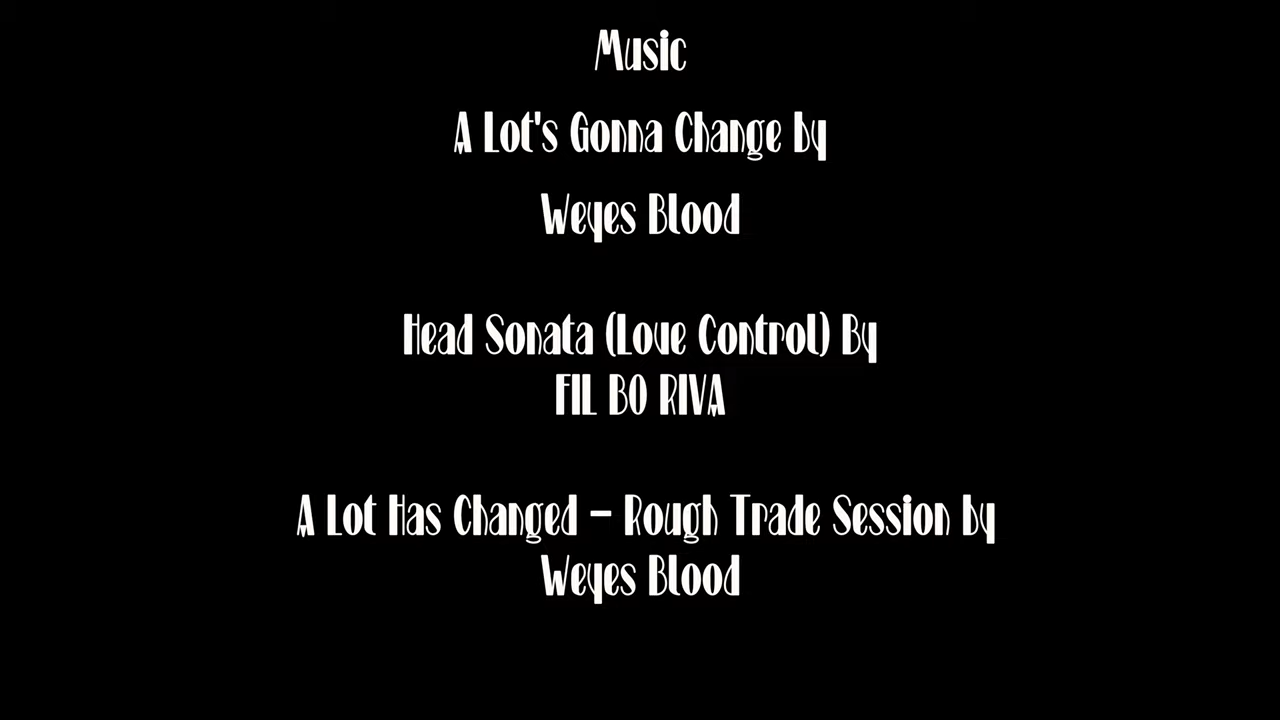 Music
A Lot's Gonna Change by
Weyes Blood
Head Sonata (Love Control) By
FIL BO RIVA
A Lot Has Changed – Rough Trade Session by
Weyes Blood